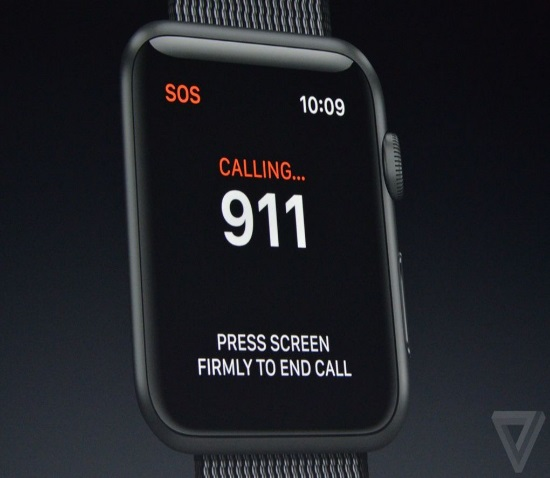 SOS
10:09
CALLING...
911
PRESS SCREEN
FIRMLY TO END CALL